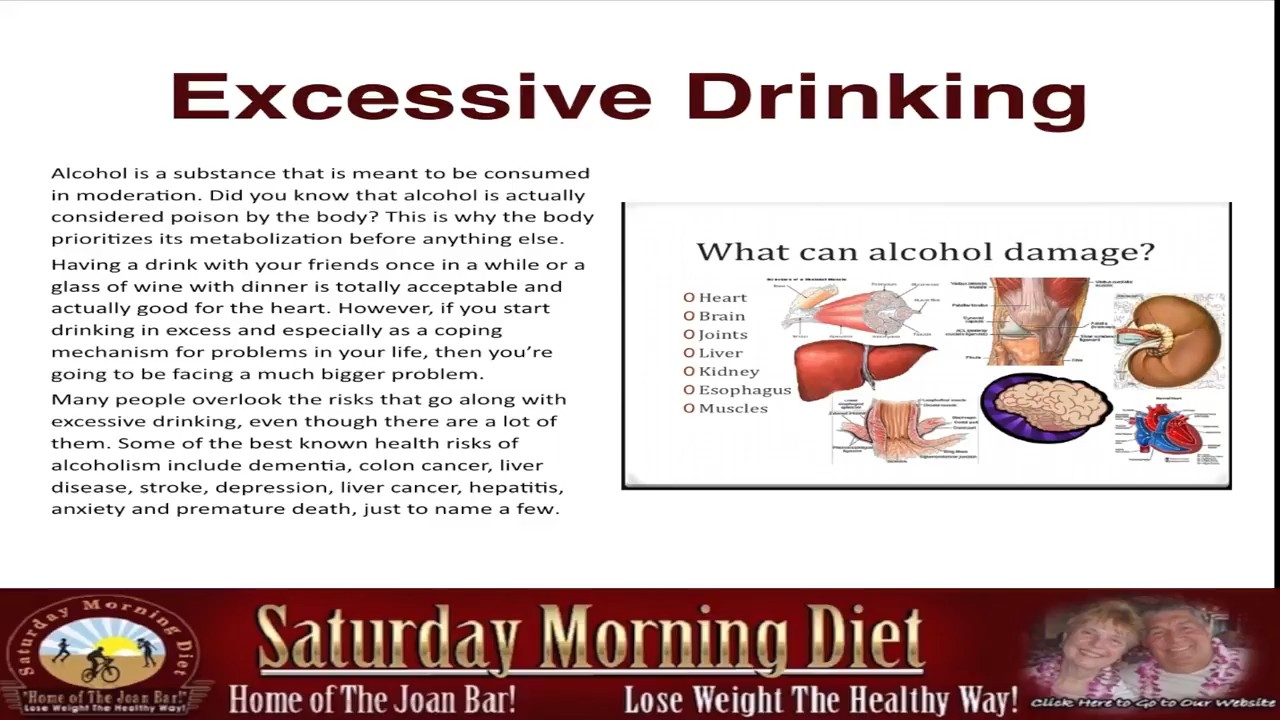 Excessive Drinking
Alcohol is a substance that is meant to be consumed
in moderation. Did you know that alcohol is actually
considered poison by the body? This is why the body
prioritizes its metabolization before anything else.
Having a drink with your friends once in a while or a
glass of wine with dinner is totally acceptable and
actually good for the heart. However, if you start
drinking in excess and especially as a coping
mechanism for problems in your life, then you’re
going to be facing a much bigger problem.
Many people overlook the risks that go along with
excessive drinking, even though there are a lot of
them. Some of the best known health risks of
alcoholism include dementia, colon cancer, liver
disease, stroke, depression, liver cancer, hepatitis,
anxiety and premature death, just to name a few.
What can alcohol damage?
Heart
Brain
Joints
Liver
Kidney
Esophagus
Muscles
Saturday Morning Diet
"Home of The Joan Bar!"
Lose Weight The Healthy Way!
Saturday Morning Diet
Home of The Joan Bar!
Lose Weight The Healthy Way!
Click Here to Go to Our Website